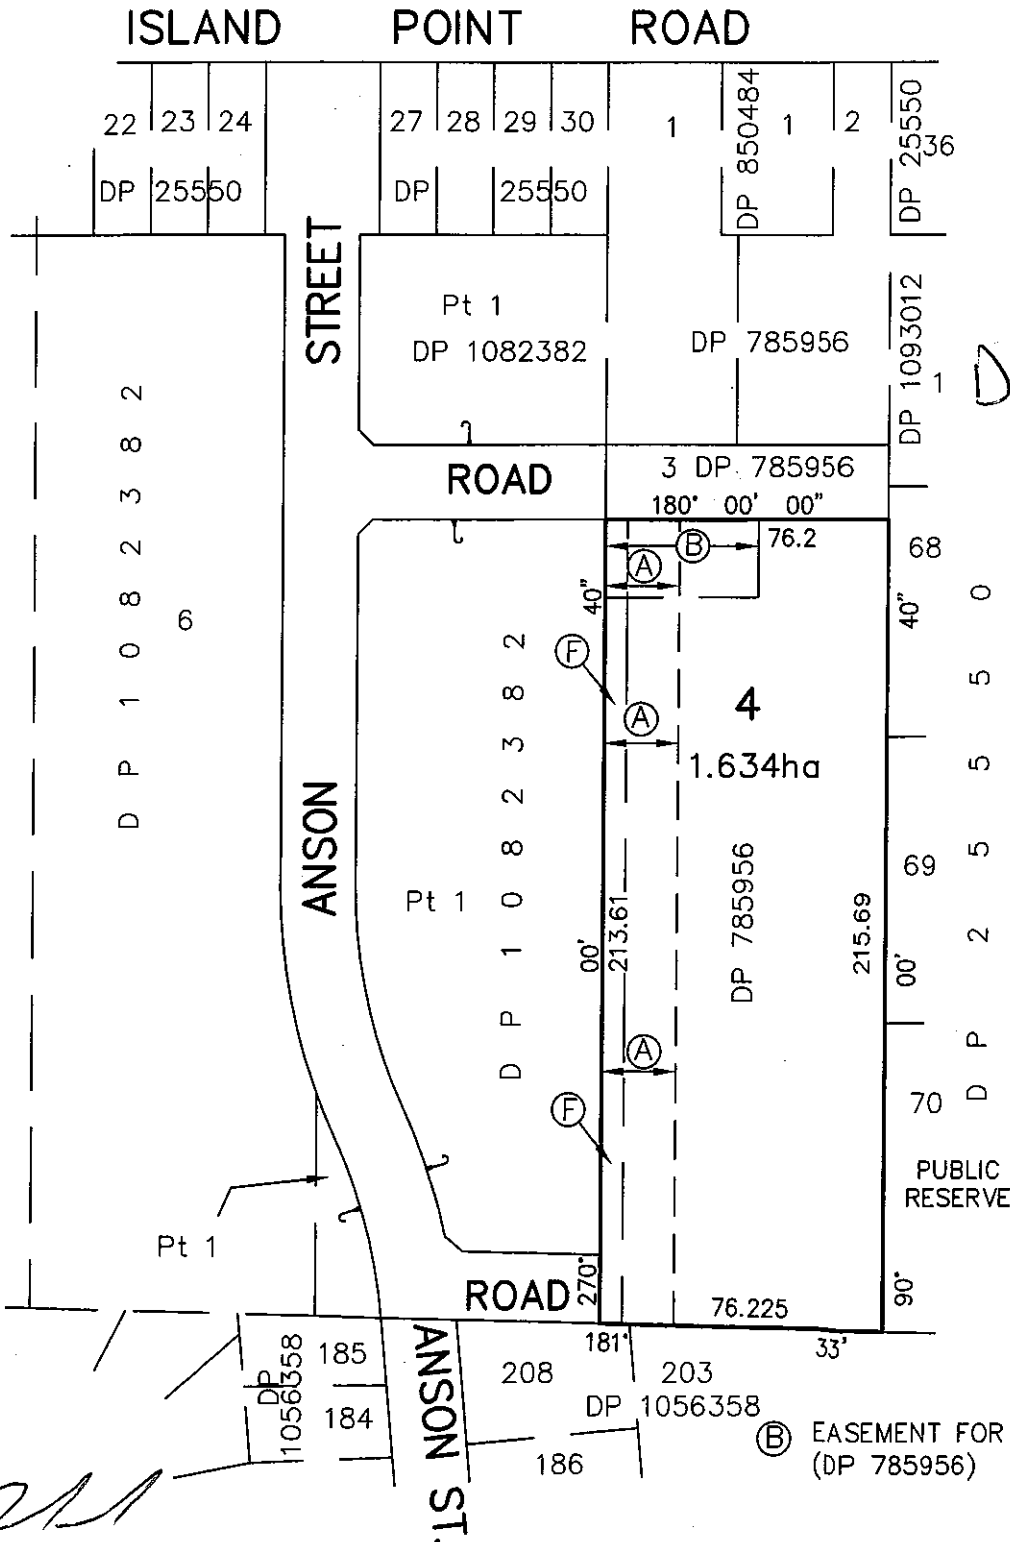 ISLAND POINT ROAD
22 23 24 27 28 29 30 1 1 2 36
DP 850484
DP 25550
DP 25550 DP 25550
STREET
Pt 1
DP 1082382
DP 785956
DP 1093012
1
D
ROAD
3 DP 785956
180° 00' 00"
76.2
B
A
68
40"
40"
6
DP 1082382
DP 1082382
F
A
4
1.634ha
DP 25550
ANSON
Pt 1
69
DP 785956
213.61
215.69
00'
00'
A
F
70
PUBLIC
RESERVE
Pt 1
270°
90°
ROAD
76.225
181° 33'
ANSON ST.
DP
1056358
185
184
208
203
DP 1056358
186
B EASEMENT FOR
(DP 785956)